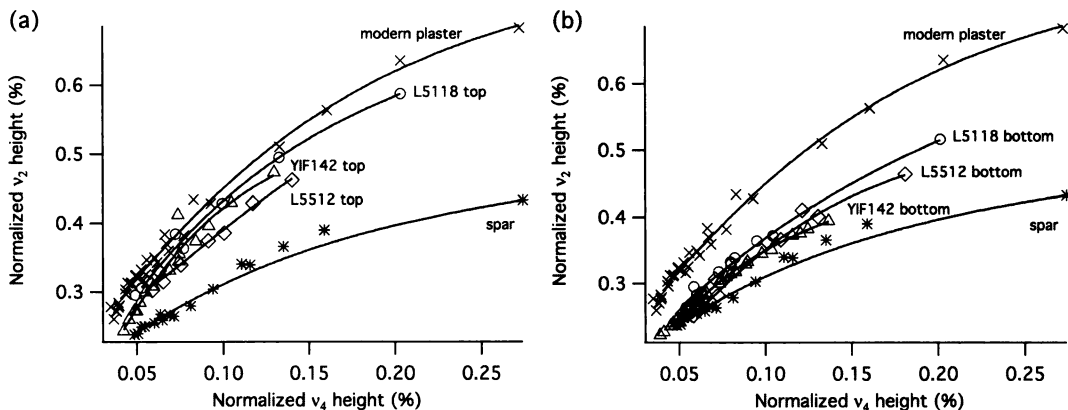 (a)
modern plaster
L5118 top
YIF142 top
L5512 top
spar
0.6
0.5
0.4
0.3
Normalized ν₂ height (%)
0.05 0.10 0.15 0.20 0.25
Normalized ν₄ height (%)
(b)
modern plaster
L5118 bottom
L5512 bottom
YIF142 bottom
spar
0.6
0.5
0.4
0.3
Normalized ν₂ height (%)
0.05 0.10 0.15 0.20 0.25
Normalized ν₄ height (%)